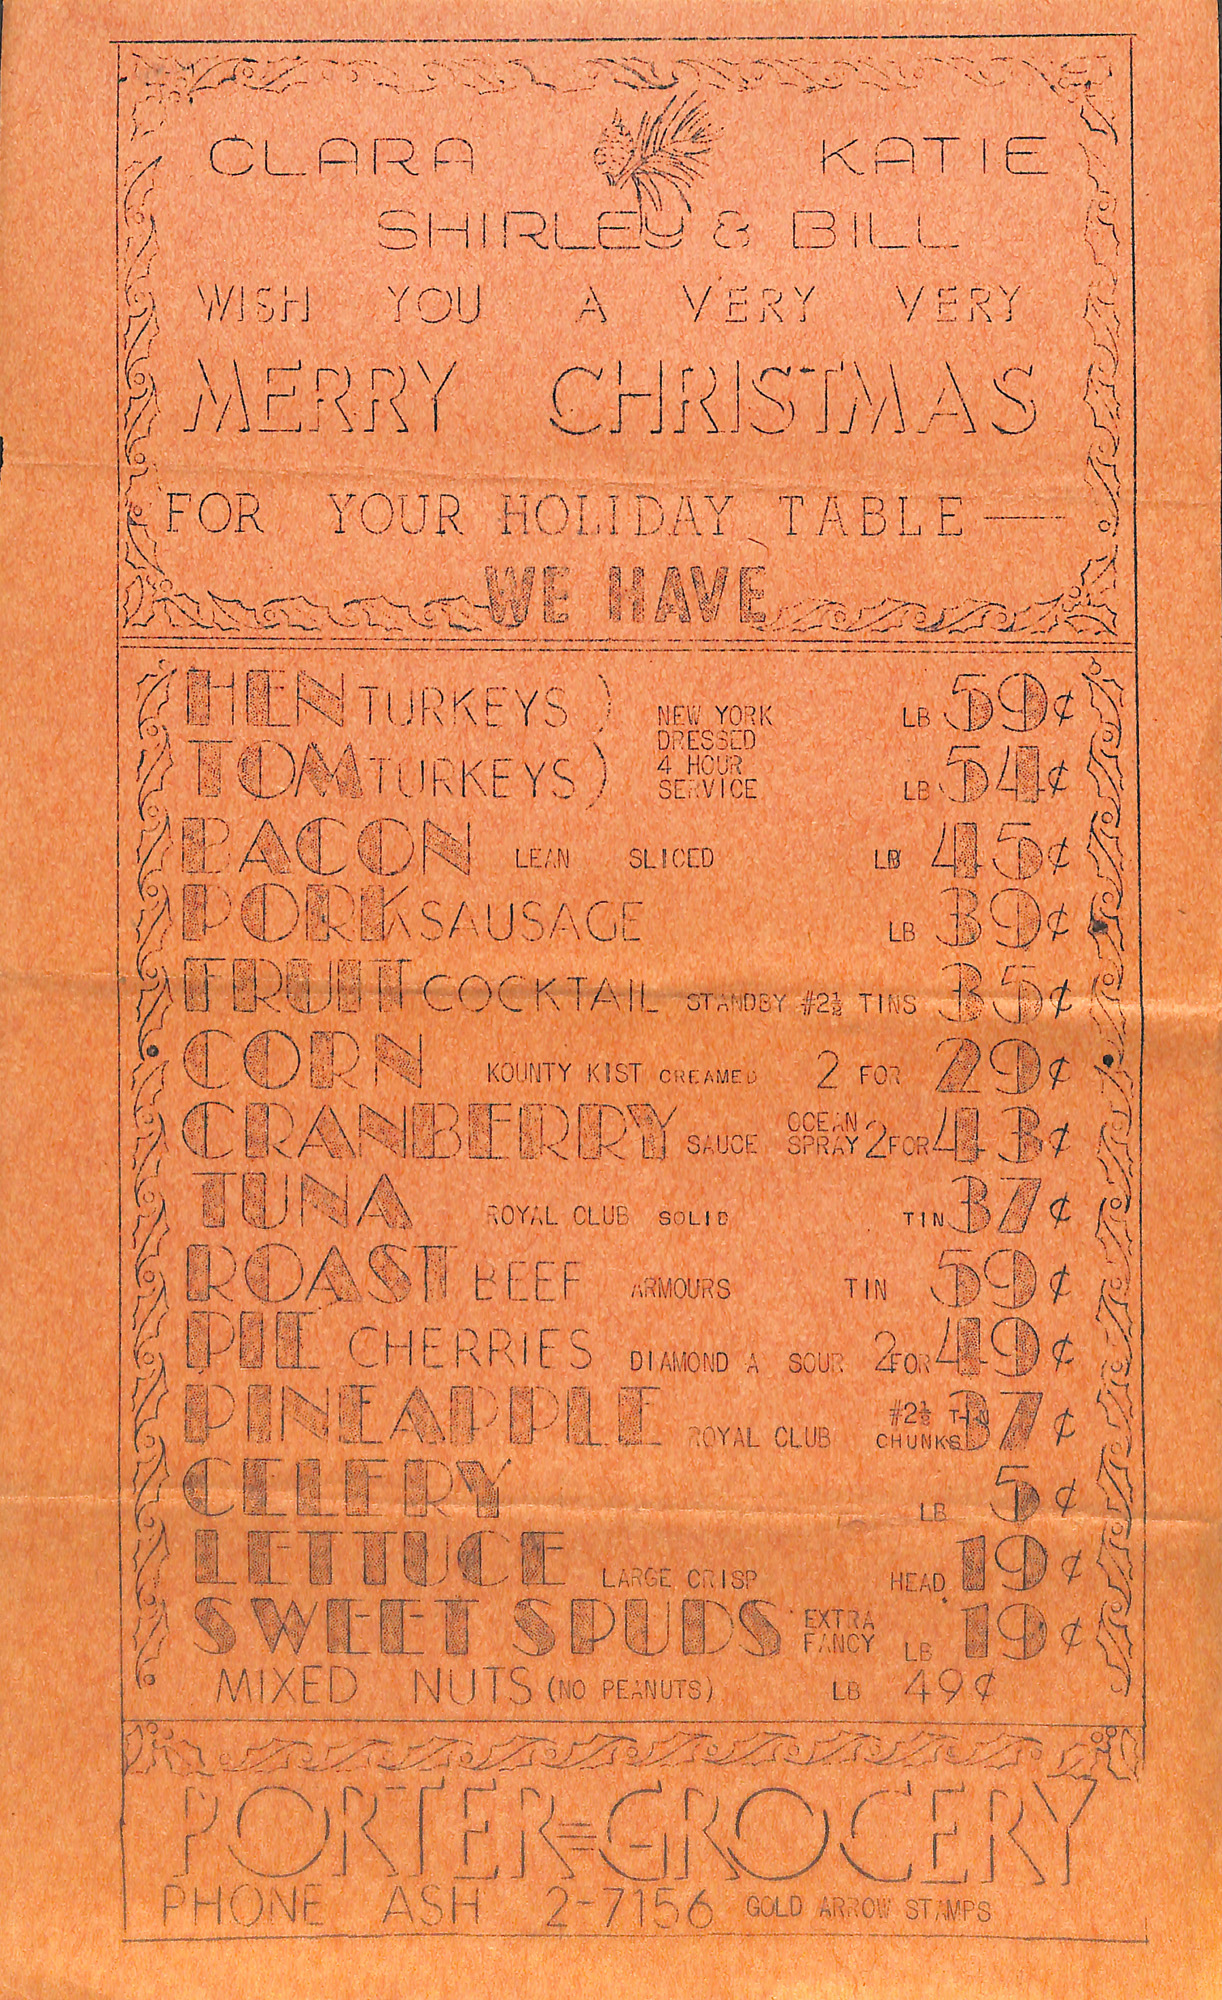 CLARA KATIE
SHIRLEY & BILL
WISH YOU A VERY VERY
MERRY CHRISTMAS
FOR YOUR HOLIDAY TABLE —
WE HAVE
HEN TURKEYS ) NEW YORK DRESSED LB 59¢
TOM TURKEYS ) 4 HOUR SERVICE LB 54¢
BACON LEAN SLICED LB 45¢
PORK SAUSAGE LB 39¢
FRUIT COCKTAIL STANDBY #2½ TINS 35¢
CORN KOUNTY KIST CREAMED 2 FOR 29¢
CRANBERRY SAUCE OCEAN SPRAY 2 FOR 43¢
TUNA ROYAL CLUB SOLID TIN 37¢
ROAST BEEF ARMOURS TIN 59¢
PIE CHERRIES DIAMOND A SOUR 2 FOR 49¢
PINEAPPLE ROYAL CLUB #2½ TIN CHUNKS 37¢
CELERY LB 5¢
LETTUCE LARGE CRISP HEAD 19¢
SWEET SPUDS EXTRA FANCY LB 19¢
MIXED NUTS (NO PEANUTS) LB 49¢
PORTER=GROCERY
PHONE ASH 2-7156 GOLD ARROW STAMPS